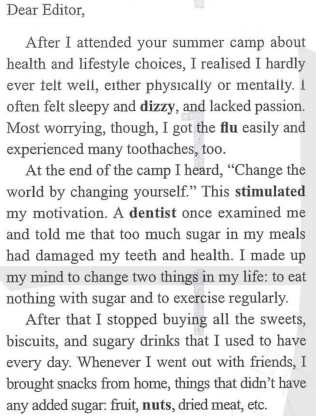 Dear Editor,
After I attended your summer camp about
health and lifestyle choices, I realised I hardly
ever felt well, either physically or mentally. I
often felt sleepy and dizzy, and lacked passion.
Most worrying, though, I got the flu easily and
experienced many toothaches, too.
At the end of the camp I heard, “Change the
world by changing yourself.” This stimulated
my motivation. A dentist once examined me
and told me that too much sugar in my meals
had damaged my teeth and health. I made up
my mind to change two things in my life: to eat
nothing with sugar and to exercise regularly.
After that I stopped buying all the sweets,
biscuits, and sugary drinks that I used to have
every day. Whenever I went out with friends, I
brought snacks from home, things that didn’t have
any added sugar: fruit, nuts, dried meat, etc.